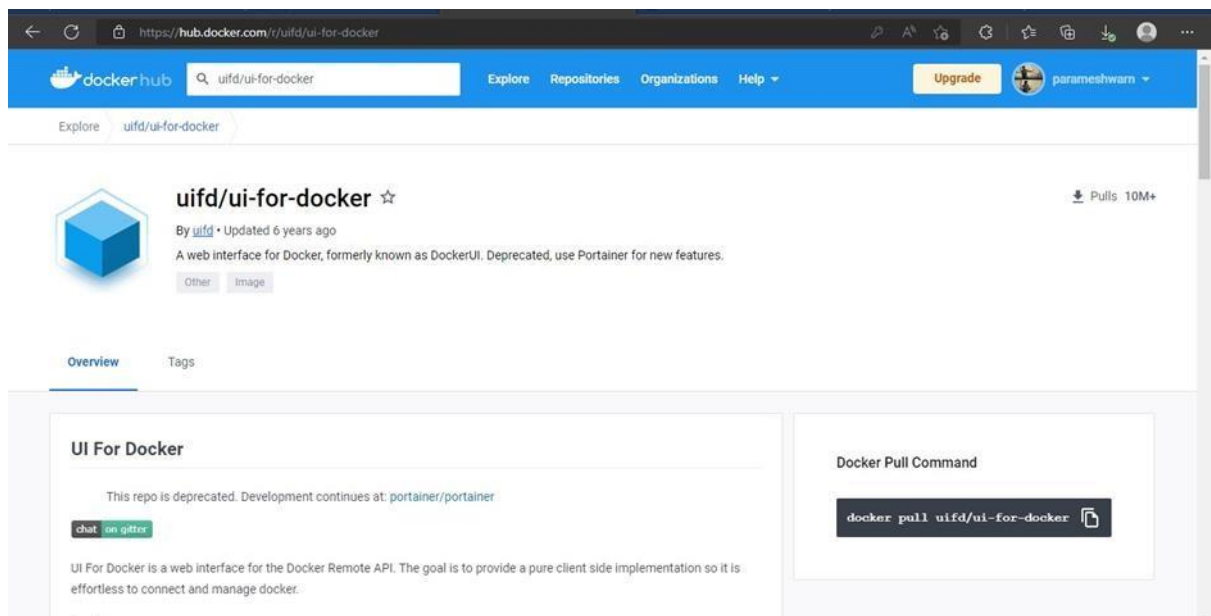 https://hub.docker.com/r/uifd/ui-for-docker
dockerhub
uifd/ui-for-docker
Explore Repositories Organizations Help
Upgrade
parameshwarn
Explore uifd/ui-for-docker
uifd/ui-for-docker
Pulls 10M+
By uifd • Updated 6 years ago
A web interface for Docker, formerly known as DockerUI. Deprecated, use Portainer for new features.
Other Image
Overview Tags
UI For Docker
This repo is deprecated. Development continues at: portainer/portainer
chat on gitter
UI For Docker is a web interface for the Docker Remote API. The goal is to provide a pure client side implementation so it is
effortless to connect and manage docker.
Docker Pull Command
docker pull uifd/ui-for-docker